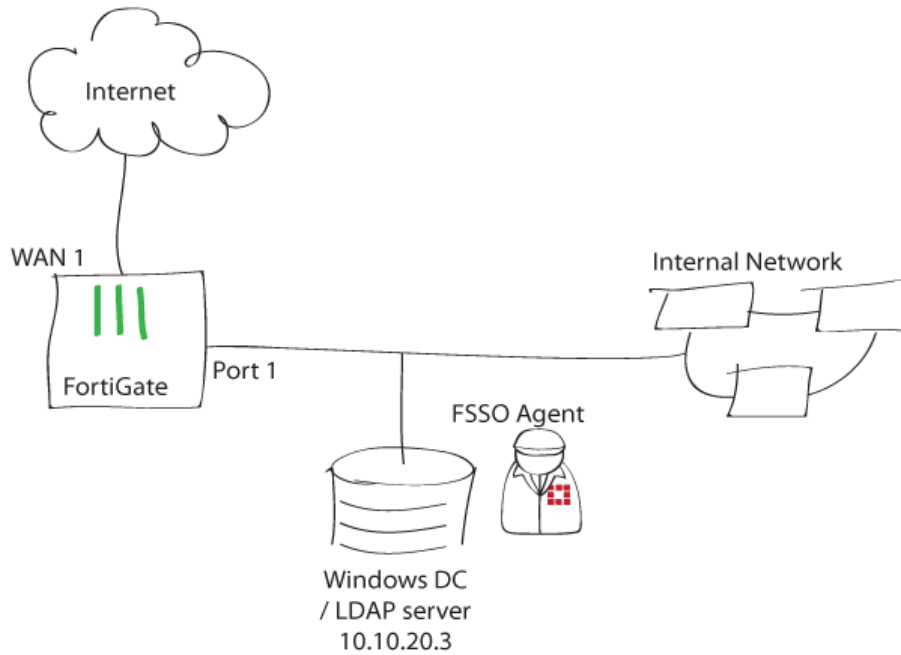 Internet
WAN 1
Internal Network
FortiGate
Port 1
FSSO Agent
Windows DC
/ LDAP server
10.10.20.3